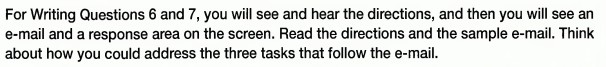 For Writing Questions 6 and 7, you will see and hear the directions, and then you will see an
e-mail and a response area on the screen. Read the directions and the sample e-mail. Think
about how you could address the three tasks that follow the e-mail.